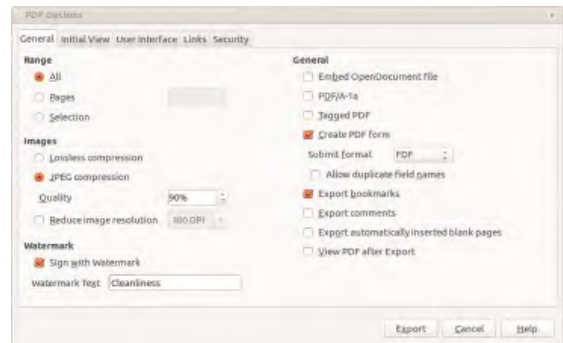 PDF Options
General Initial View User Interface Links Security
Range
All
Pages
Selection
Images
Lossless compression
JPEG compression
Quality 90%
Reduce image resolution 300 DPI
Watermark
Sign with Watermark
Watermark Text Cleanliness
General
Embed OpenDocument file
PDF/A-1a
Tagged PDF
Create PDF form
Submit format PDF
Allow duplicate field names
Export bookmarks
Export comments
Export automatically inserted blank pages
View PDF after Export
Export Cancel Help